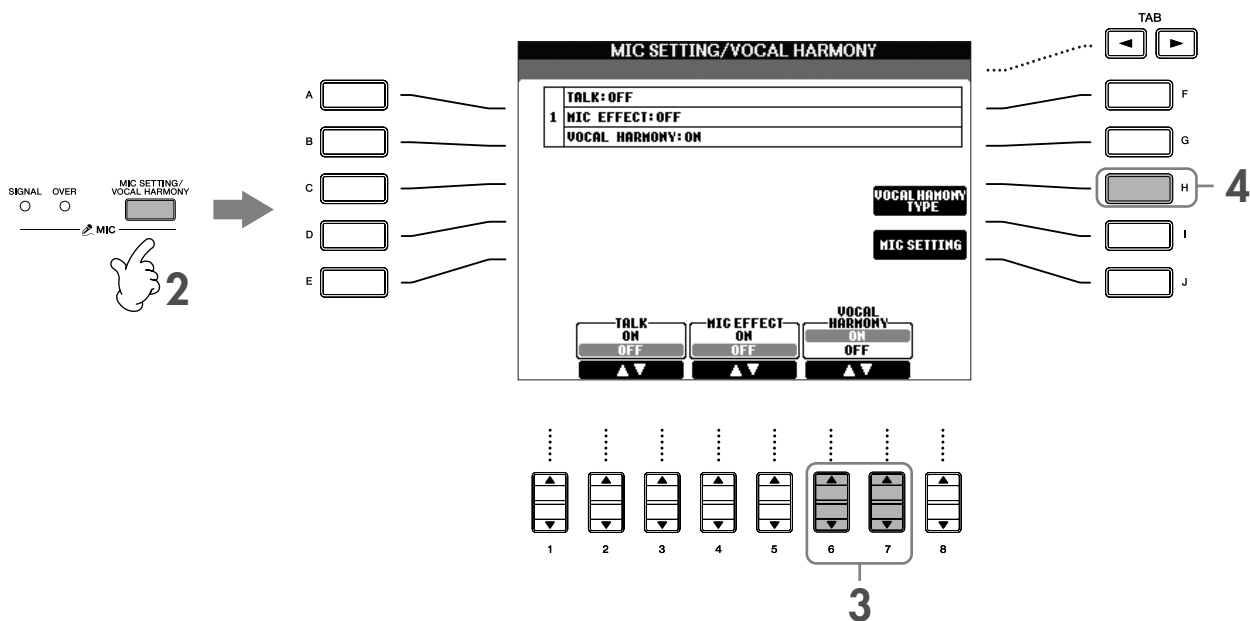 TAB
MIC SETTING/VOCAL HARMONY
A
F
TALK:OFF
1 MIC EFFECT:OFF
VOCAL HARMONY:ON
B
G
SIGNAL OVER MIC SETTING/
VOCAL HARMONY
MIC
2
C
H
4
VOCAL HAMONY
TYPE
D
I
MIC SETTING
E
J
TALK
ON
OFF
MIC EFFECT
ON
OFF
VOCAL
HARMONY
ON
OFF
1 2 3 4 5 6 7 8
3